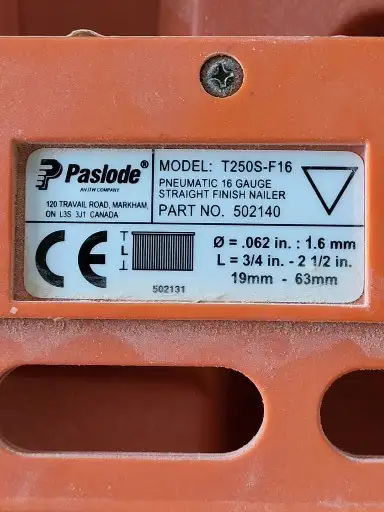 Paslode®
AN ITW COMPANY
120 TRAVAIL ROAD, MARKHAM,
ON L3S 3J1 CANADA
MODEL: T250S-F16
PNEUMATIC 16 GAUGE
STRAIGHT FINISH NAILER
PART NO. 502140
CE
T
L
⊥
502131
Ø = .062 in. : 1.6 mm
L = 3/4 in. - 2 1/2 in.
19mm - 63mm